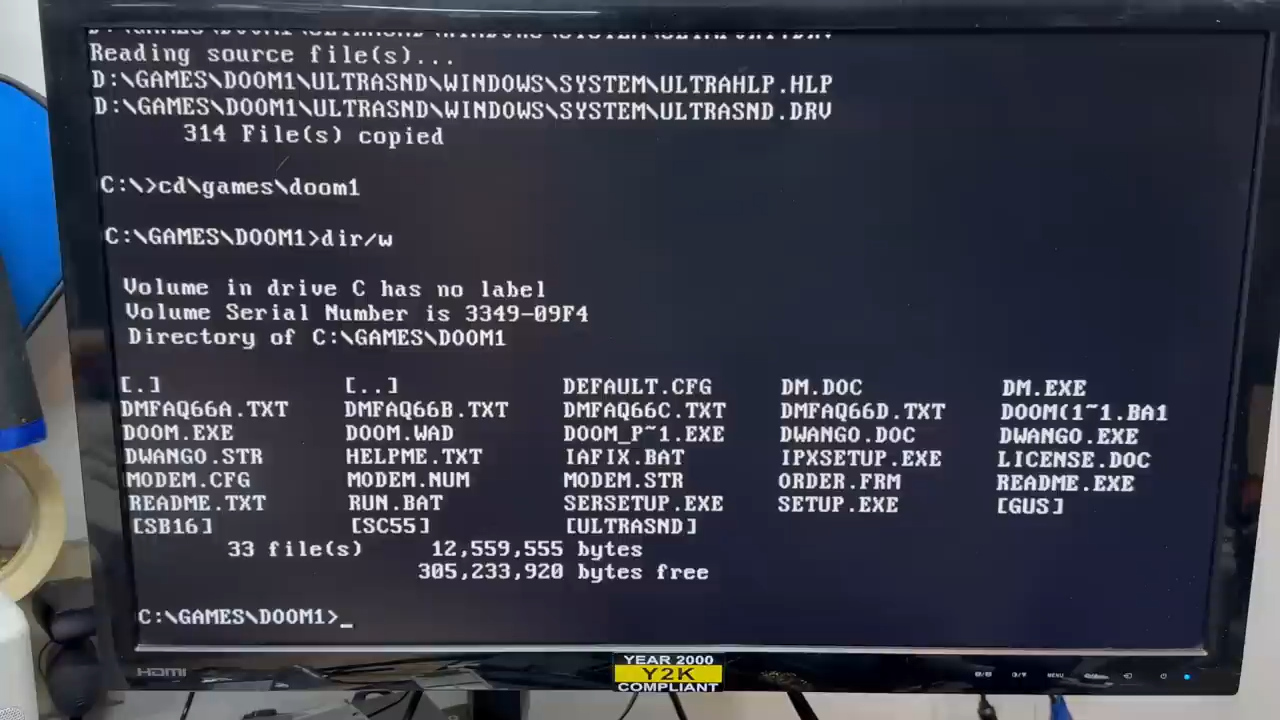 Reading source file(s)...
D:\GAMES\DOOM1\ULTRASND\WINDOWS\SYSTEM\ULTRAHLP.HLP
D:\GAMES\DOOM1\ULTRASND\WINDOWS\SYSTEM\ULTRASND.DRV
314 File(s) copied
C:\>cd\games\doom1
C:\GAMES\DOOM1>dir/w
Volume in drive C has no label
Volume Serial Number is 3349-09F4
Directory of C:\GAMES\DOOM1
[.] [..] DEFAULT.CFG DM.DOC DM.EXE
DMFAQ66A.TXT DMFAQ66B.TXT DMFAQ66C.TXT DMFAQ66D.TXT DOOM(1~1.BA1
DOOM.EXE DOOM.WAD DOOM_P~1.EXE DWANGO.DOC DWANGO.EXE
DWANGO.STR HELPME.TXT IAFIX.BAT IPXSETUP.EXE LICENSE.DOC
MODEM.CFG MODEM.NUM MODEM.STR ORDER.FRM README.EXE
README.TXT RUN.BAT SERSETUP.EXE SETUP.EXE [GUS]
[SB16] [SC55] [ULTRASND]
33 file(s) 12,559,555 bytes
305,233,920 bytes free
C:\GAMES\DOOM1>_
HDMI
YEAR 2000
Y2K
COMPLIANT
MENU